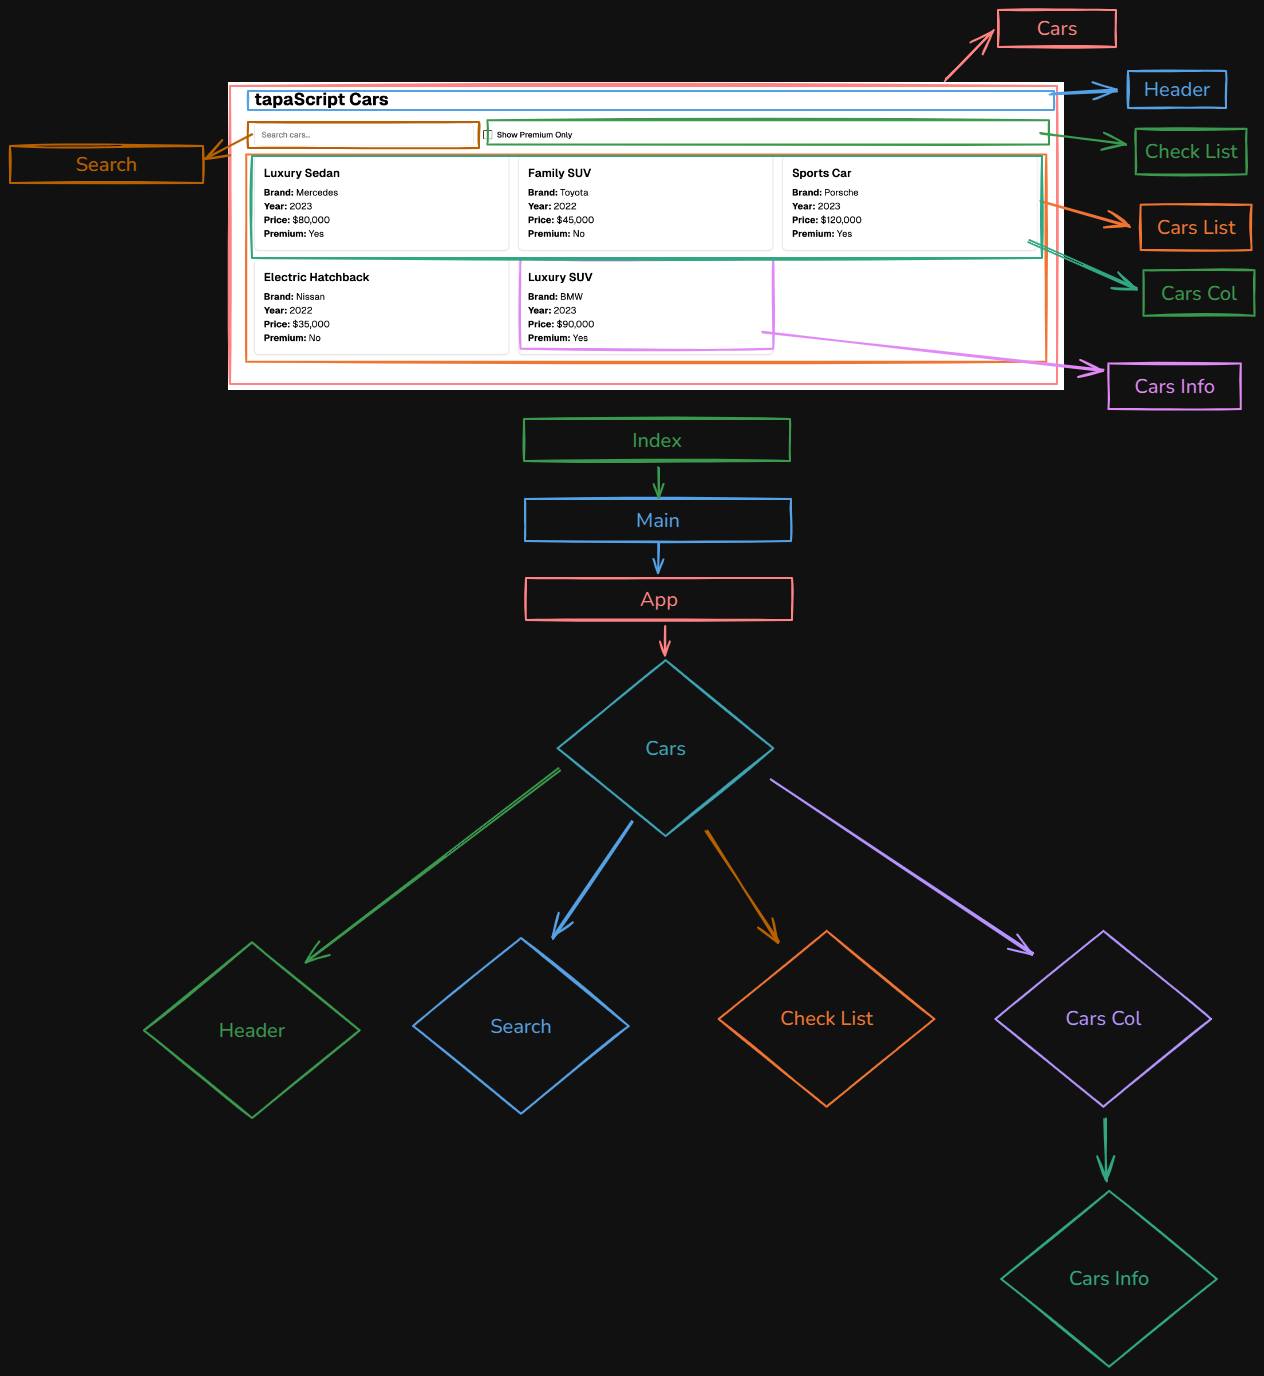 Cars
Header
Check List
Cars List
Cars Col
Cars Info
Search
tapaScript Cars
Search cars...
Show Premium Only
Luxury Sedan
Brand: Mercedes
Year: 2023
Price: $80,000
Premium: Yes
Family SUV
Brand: Toyota
Year: 2022
Price: $45,000
Premium: No
Sports Car
Brand: Porsche
Year: 2023
Price: $120,000
Premium: Yes
Electric Hatchback
Brand: Nissan
Year: 2022
Price: $35,000
Premium: No
Luxury SUV
Brand: BMW
Year: 2023
Price: $90,000
Premium: Yes
Index
Main
App
Cars
Header
Search
Check List
Cars Col
Cars Info